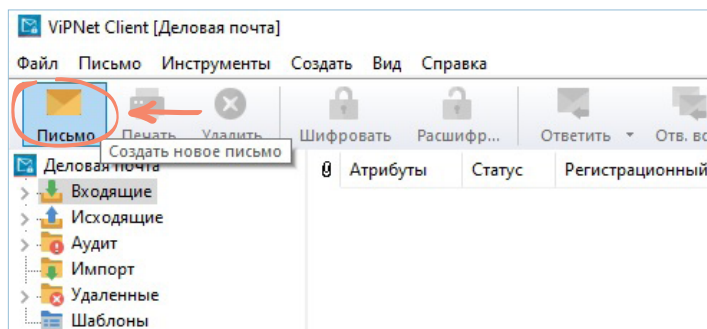 ViPNet Client [Деловая почта]
Файл Письмо Инструменты Создать Вид Справка
Письмо Печать Удалить Шифровать Расшифр... Ответить Отв. вс
Создать новое письмо
Деловая почта Атрибуты Статус Регистрационный
Входящие
Исходящие
Аудит
Импорт
Удаленные
Шаблоны